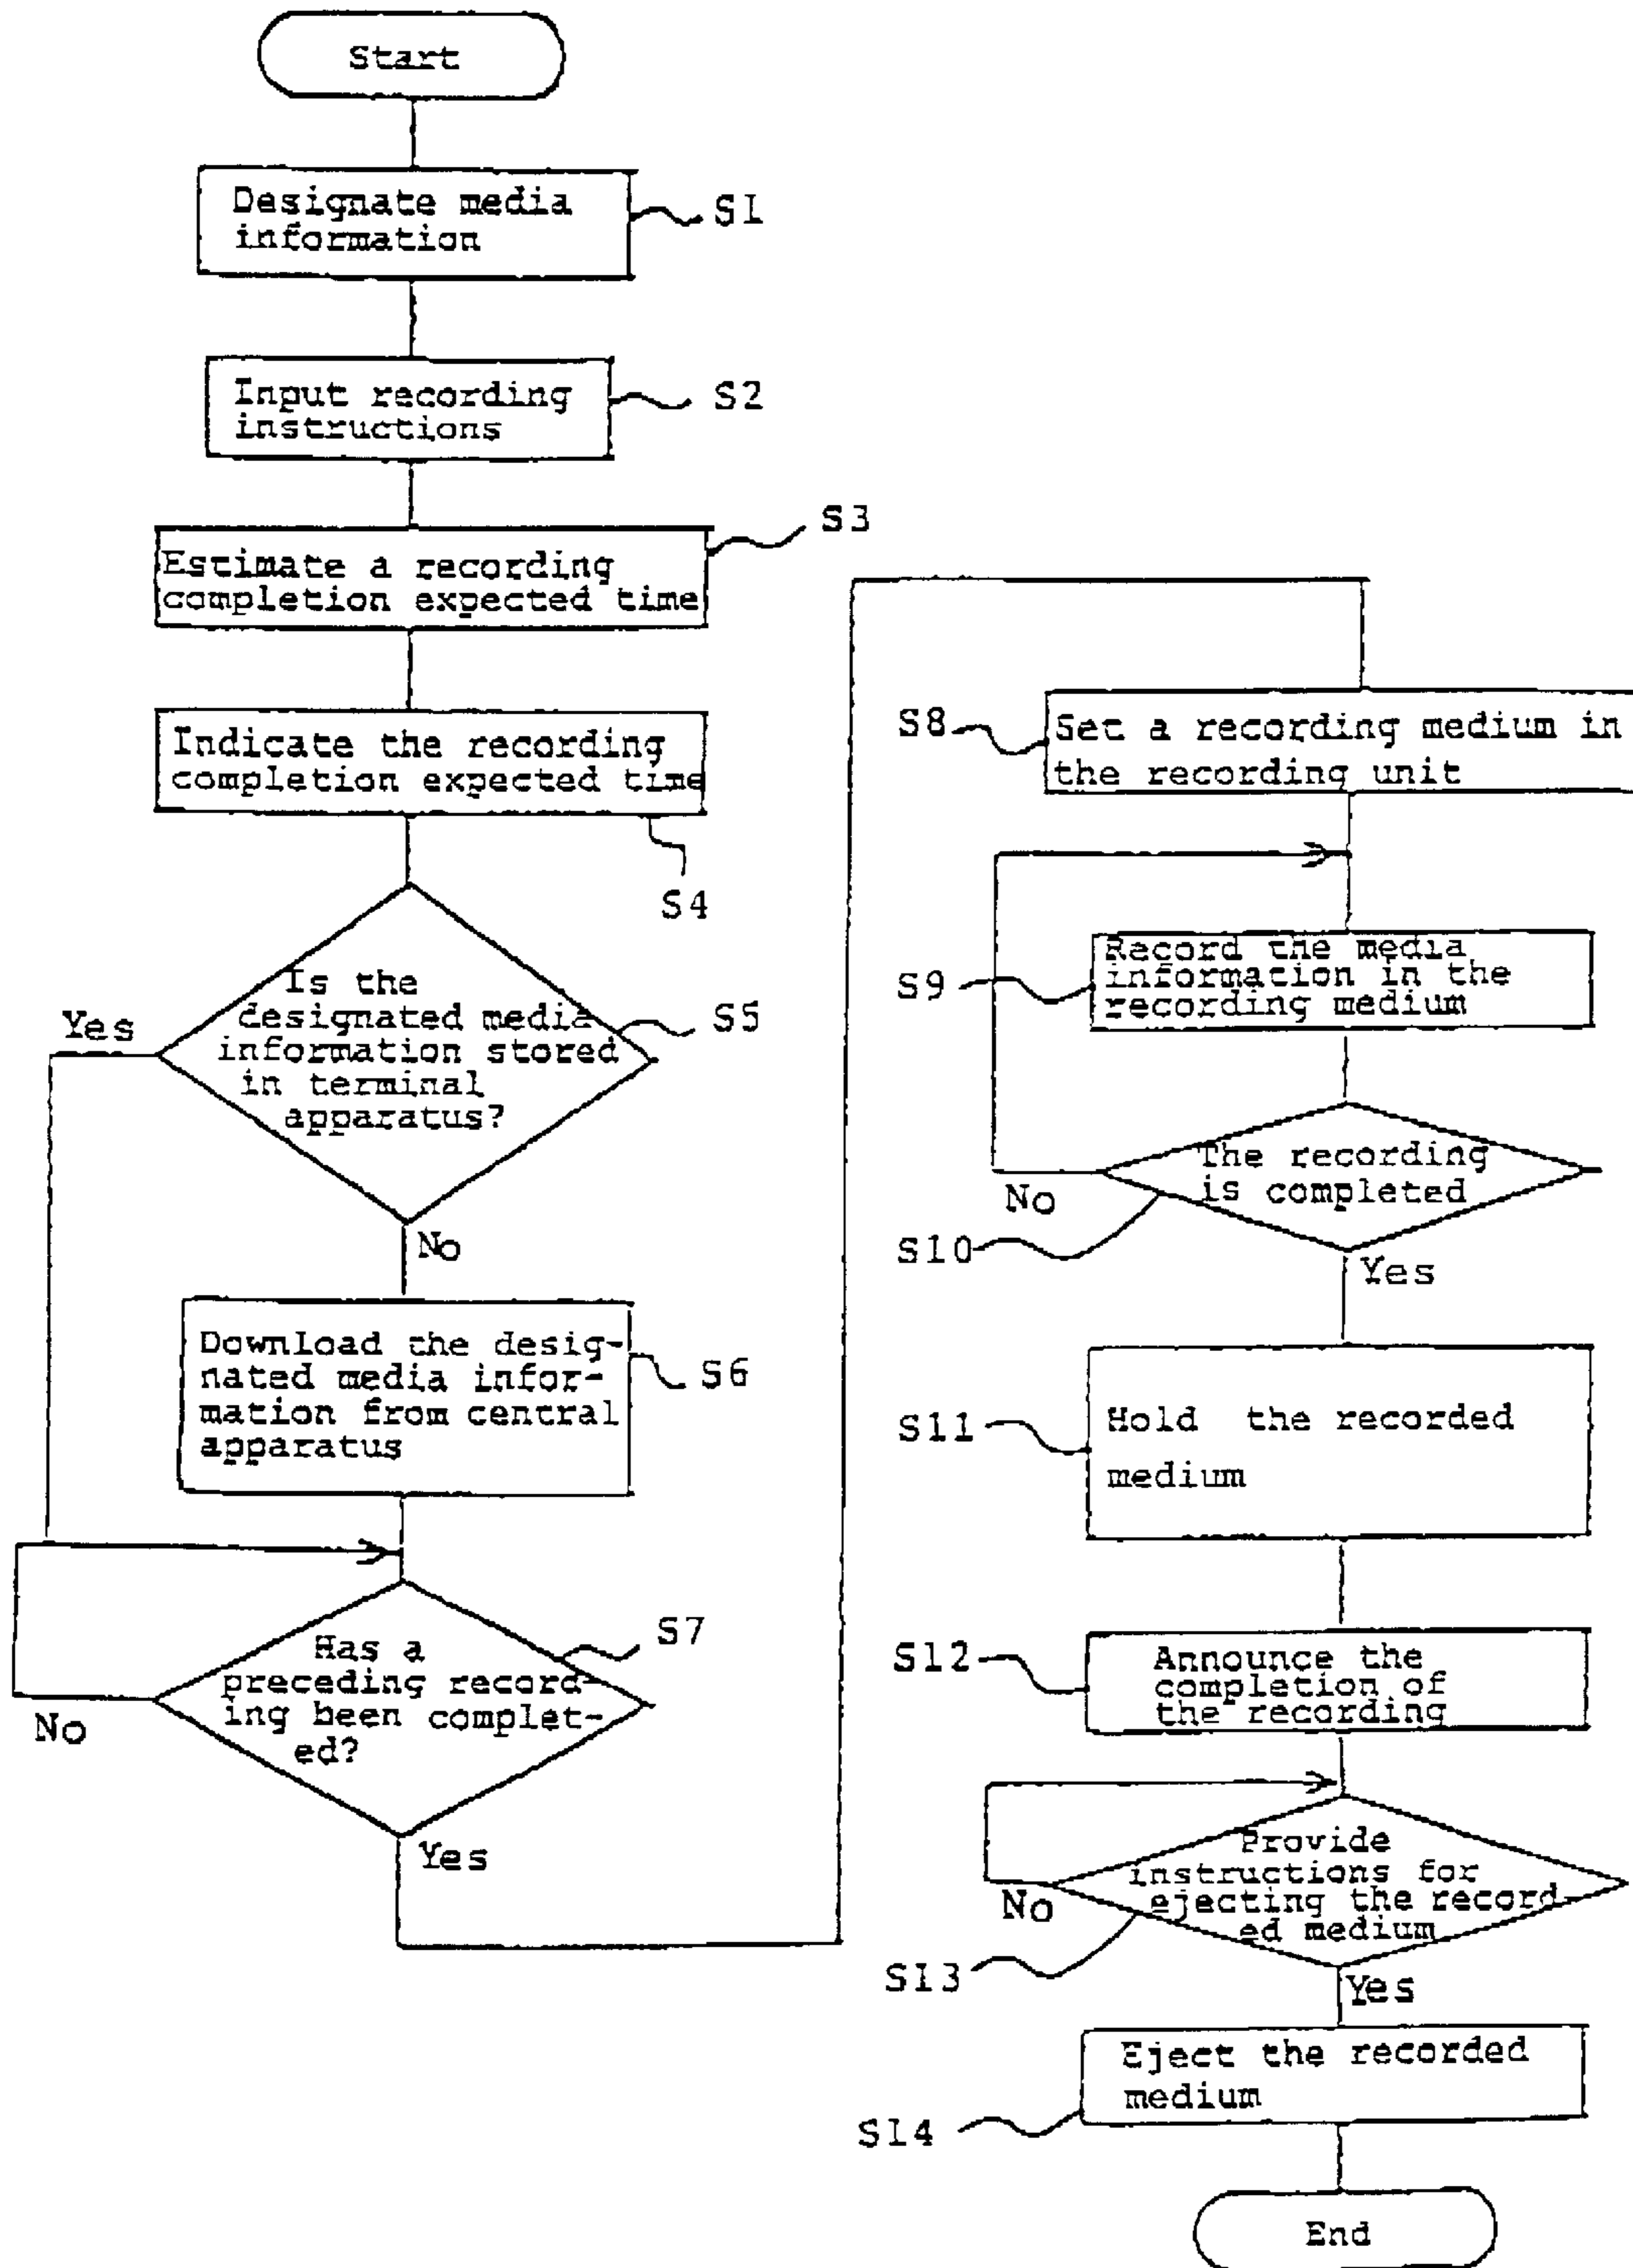 Start
Designate media
information
S1
Input recording
instructions
S2
Estimate a recording
completion expected time
S3
Indicate the recording
completion expected time
S4
Is the
designated media
information stored
in terminal
apparatus?
S5
Yes
No
Download the desig-
nated media infor-
mation from central
apparatus
S6
Has a
preceding record-
ing been complet-
ed?
S7
No
Yes
S8
Set a recording medium in
the recording unit
S9
Record the media
information in the
recording medium
The recording
is completed
No
S10
Yes
S11
Hold the recorded
medium
S12
Announce the
completion of
the recording
Provide
instructions for
ejecting the record-
ed medium
No
S13
Yes
Eject the recorded
medium
S14
End